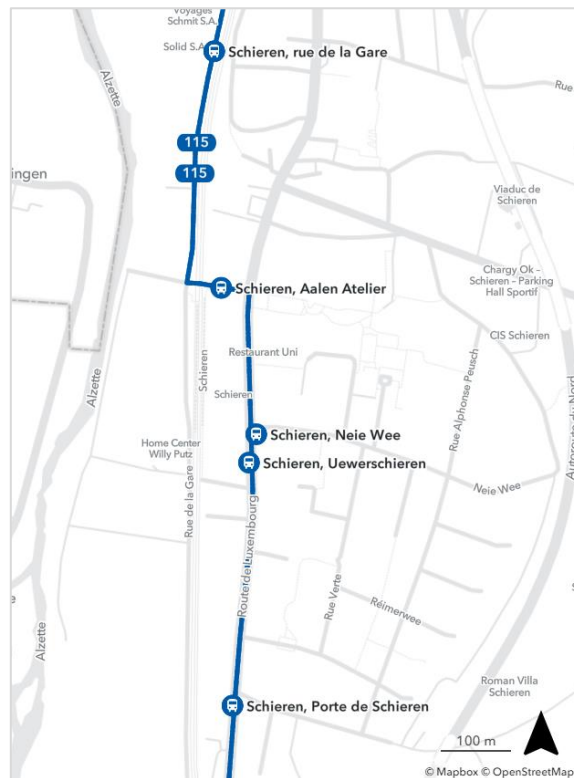 Voyages
Schmit S.A.
Solid S.A.
Schieren, rue de la Gare
Alzette
115
115
Rue
ingen
Viaduc de
Schieren
Chargy Ok –
Schieren – Parking
Hall Sportif
Schieren, Aalen Atelier
CIS Schieren
Restaurant Uni
Schieren
Rue Alphonse Peusch
Autoroute du Nord
Alzette
Schieren
Schieren, Neie Wee
Home Center
Willy Putz
Schieren, Uewerschieren
Rue de la Gare
Neie Wee
Route de Luxembourg
Rue Verte
Réimerwee
Alzette
Roman Villa
Schieren
Schieren, Porte de Schieren
100 m
© Mapbox © OpenStreetMap